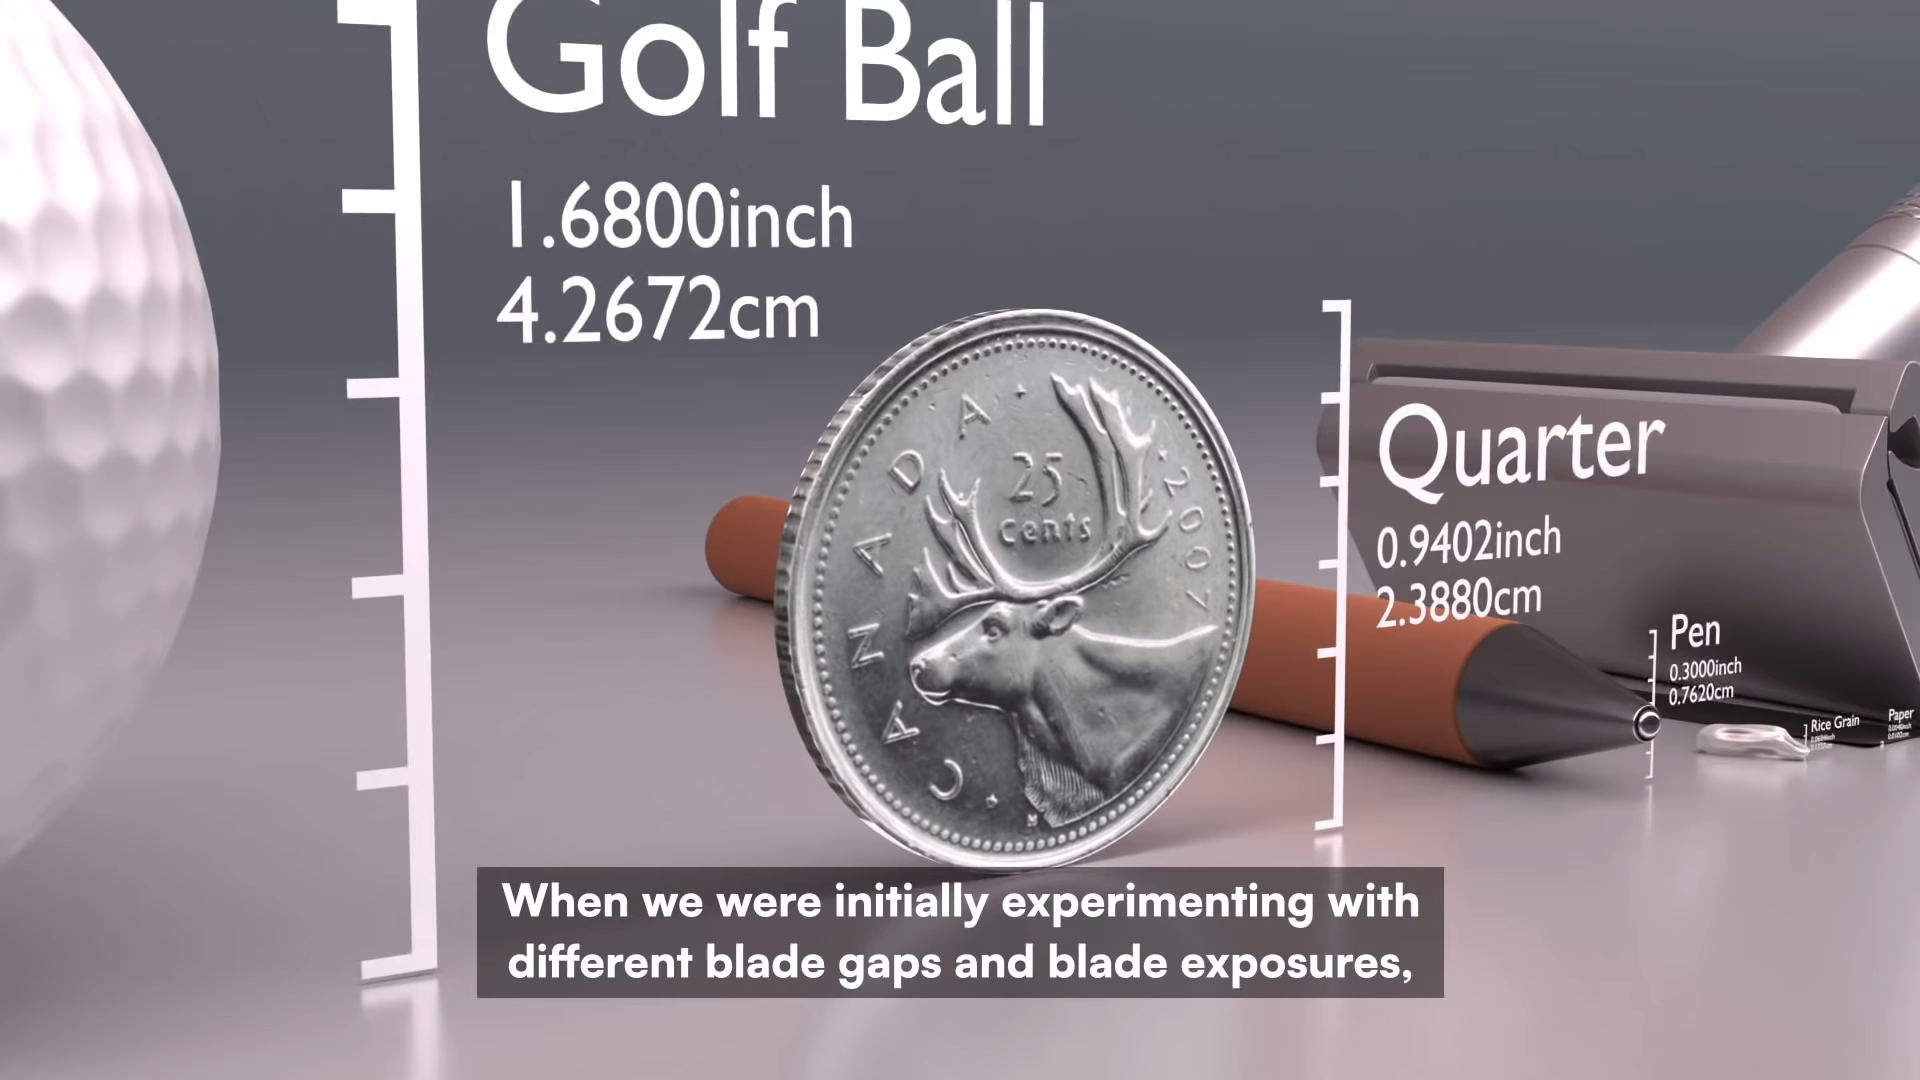 Golf Ball
1.6800inch
4.2672cm
CANADA
25
cents
2007
M
Quarter
0.9402inch
2.3880cm
Pen
0.3000inch
0.7620cm
Rice Grain
Paper
When we were initially experimenting with
different blade gaps and blade exposures,